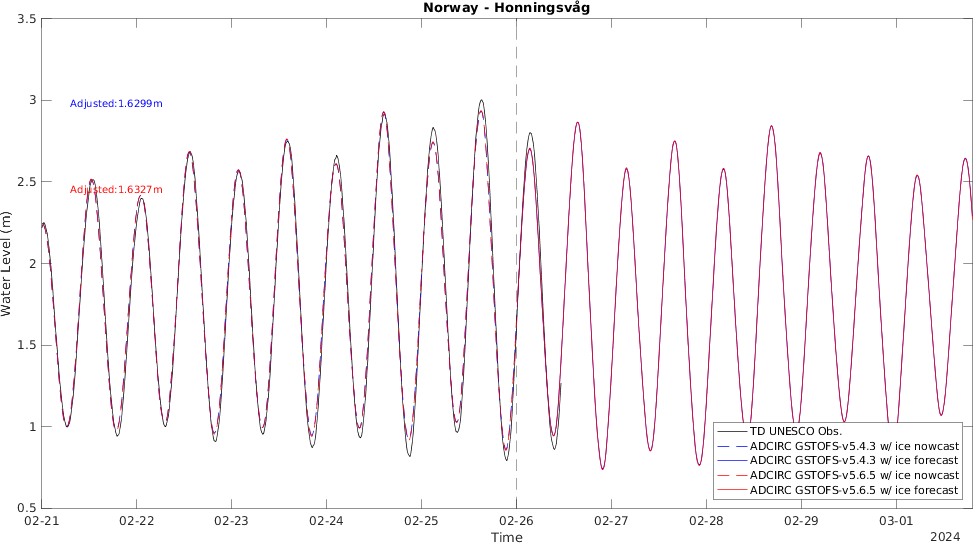 Norway - Honningsvåg
3.5
3
2.5
2
1.5
1
0.5
Water Level (m)
Adjusted:1.6299m
Adjusted:1.6327m
TD UNESCO Obs.
ADCIRC GSTOFS-v5.4.3 w/ ice nowcast
ADCIRC GSTOFS-v5.4.3 w/ ice forecast
ADCIRC GSTOFS-v5.6.5 w/ ice nowcast
ADCIRC GSTOFS-v5.6.5 w/ ice forecast
02-21 02-22 02-23 02-24 02-25 02-26 02-27 02-28 02-29 03-01
Time
2024